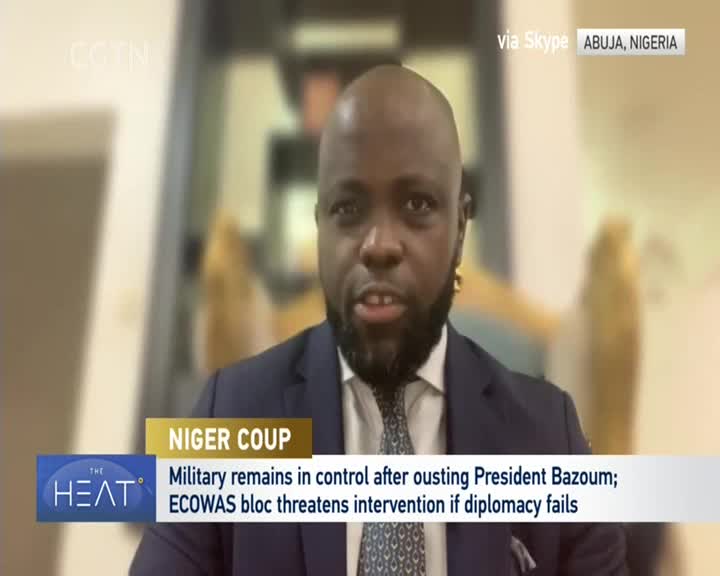 CGTN
via Skype
ABUJA, NIGERIA
NIGER COUP
THE
HEAT
Military remains in control after ousting President Bazoum;
ECOWAS bloc threatens intervention if diplomacy fails